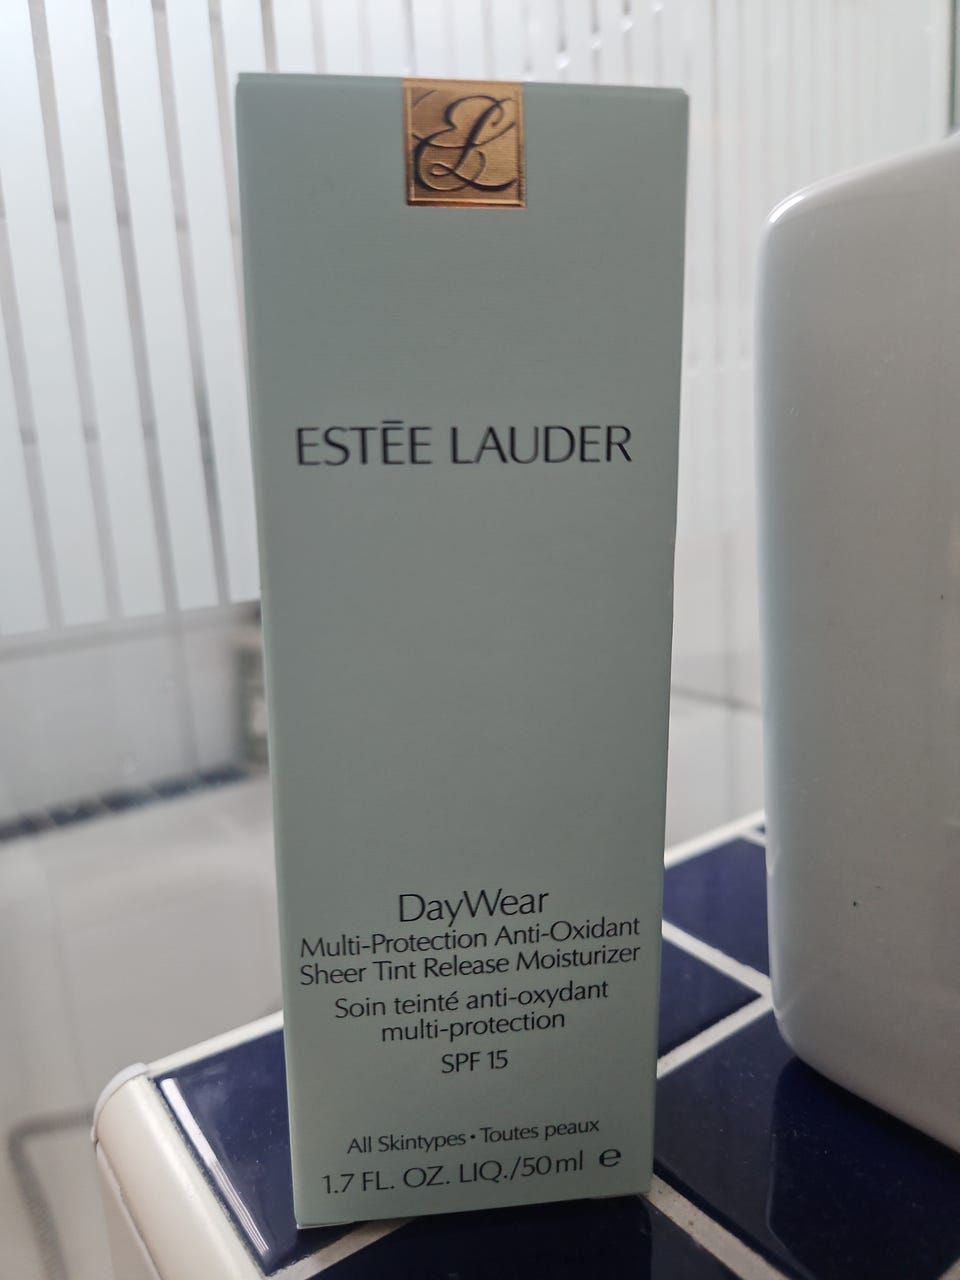 EL
ESTĒE LAUDER
DayWear
Multi-Protection Anti-Oxidant
Sheer Tint Release Moisturizer
Soin teinté anti-oxydant
multi-protection
SPF 15
All Skintypes • Toutes peaux
1.7 FL. OZ. LIQ./50 ml ℮